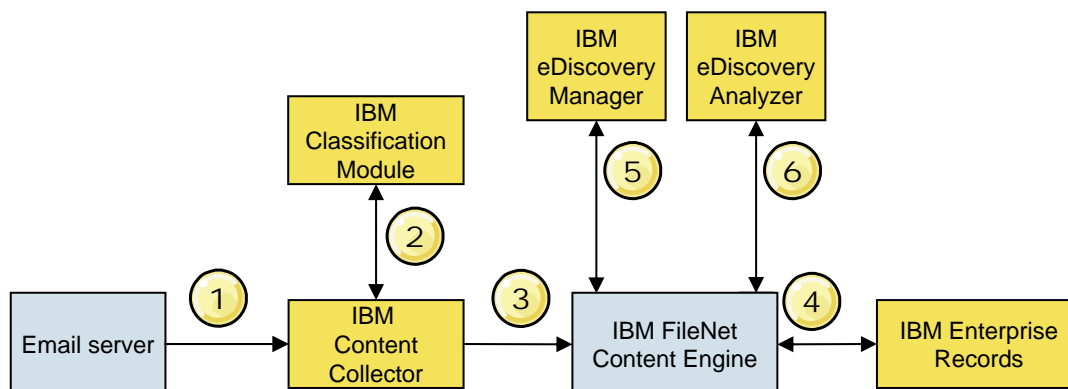 IBM
eDiscovery
Manager
IBM
eDiscovery
Analyzer
IBM
Classification
Module
5
6
2
1
3
4
Email server
IBM
Content
Collector
IBM FileNet
Content Engine
IBM Enterprise
Records